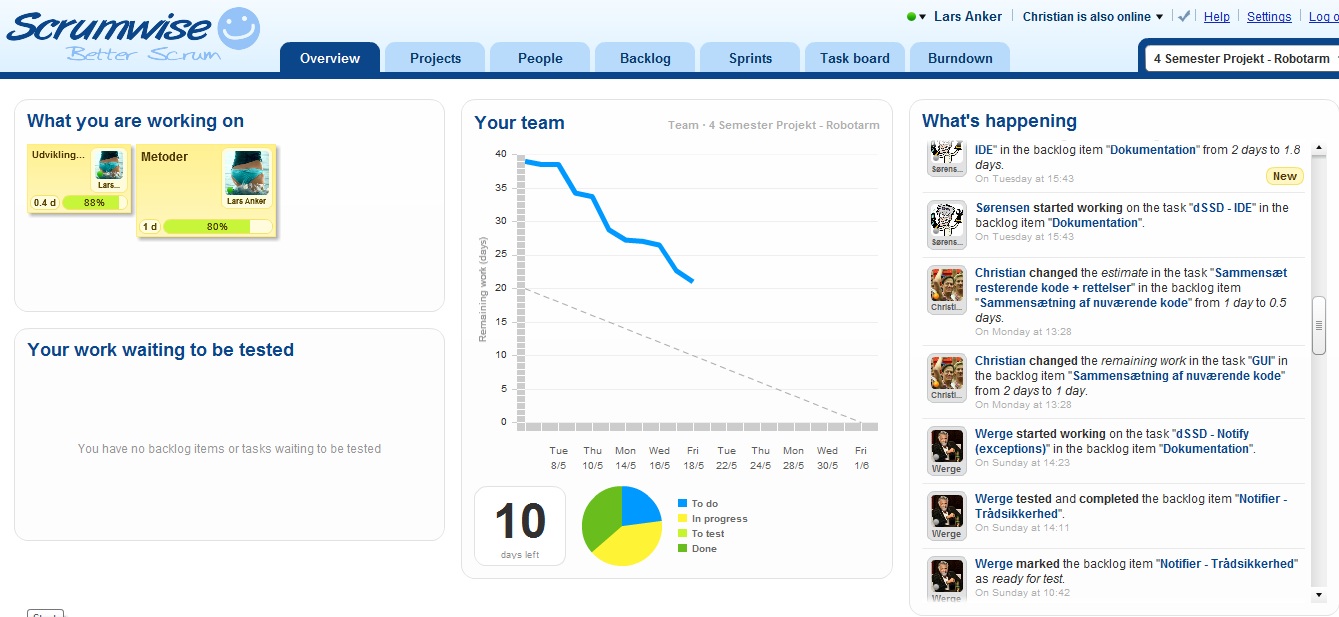 Scrumwise
Better Scrum
Lars Anker
Christian is also online
Help
Settings
Log o
Overview
Projects
People
Backlog
Sprints
Task board
Burndown
4 Semester Projekt - Robotarm
What you are working on
Udvikling...
Lars...
0.4 d
88%
Metoder
Lars Anker
1 d
80%
Your work waiting to be tested
You have no backlog items or tasks waiting to be tested
Your team
Team · 4 Semester Projekt - Robotarm
Remaining work (days)
40
35
30
25
20
15
10
5
0
Tue Thu Mon Wed Fri Tue Thu Mon Wed Fri
8/5 10/5 14/5 16/5 18/5 22/5 24/5 28/5 30/5 1/6
10
days left
To do
In progress
To test
Done
What's happening
IDE" in the backlog item "Dokumentation" from 2 days to 1.8
days.
On Tuesday at 15:43
New
Sørens...
Sørensen started working on the task "dSSD - IDE" in the
backlog item "Dokumentation".
On Tuesday at 15:43
Sørens...
Christian changed the estimate in the task "Sammensæt
resterende kode + rettelser" in the backlog item
"Sammensætning af nuværende kode" from 1 day to 0.5
days.
On Monday at 13:28
Christi...
Christian changed the remaining work in the task "GUI" in
the backlog item "Sammensætning af nuværende kode"
from 2 days to 1 day.
On Monday at 13:28
Christi...
Werge started working on the task "dSSD - Notify
(exceptions)" in the backlog item "Dokumentation".
On Sunday at 14:23
Werge
Werge tested and completed the backlog item "Notifier -
Trådsikkerhed".
On Sunday at 14:11
Werge
Werge marked the backlog item "Notifier - Trådsikkerhed"
as ready for test.
On Sunday at 10:42
Werge